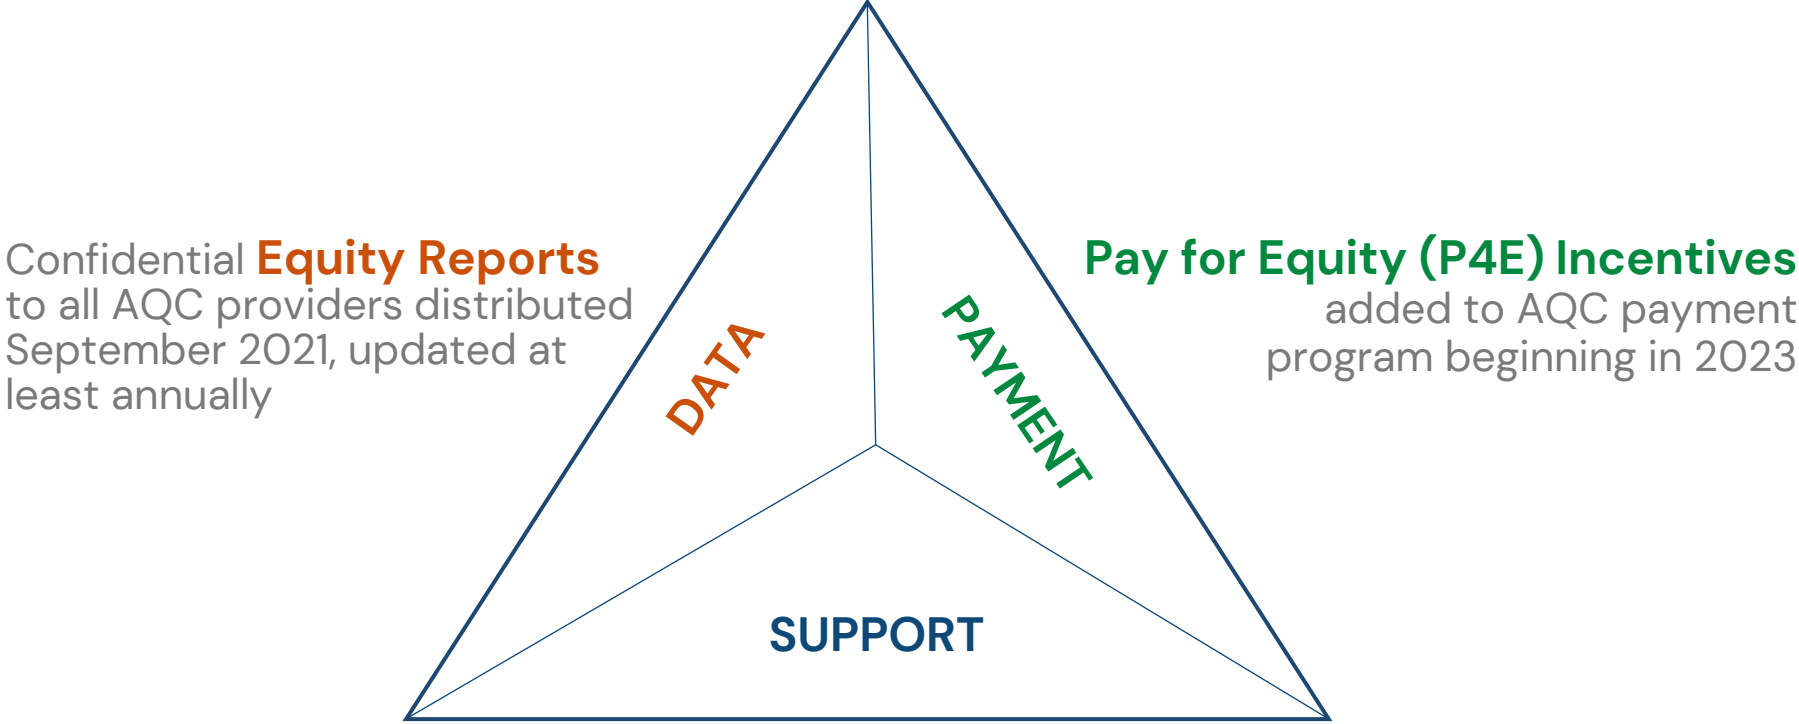 Confidential Equity Reports
to all AQC providers distributed
September 2021, updated at
least annually
DATA
PAYMENT
Pay for Equity (P4E) Incentives
added to AQC payment
program beginning in 2023
SUPPORT